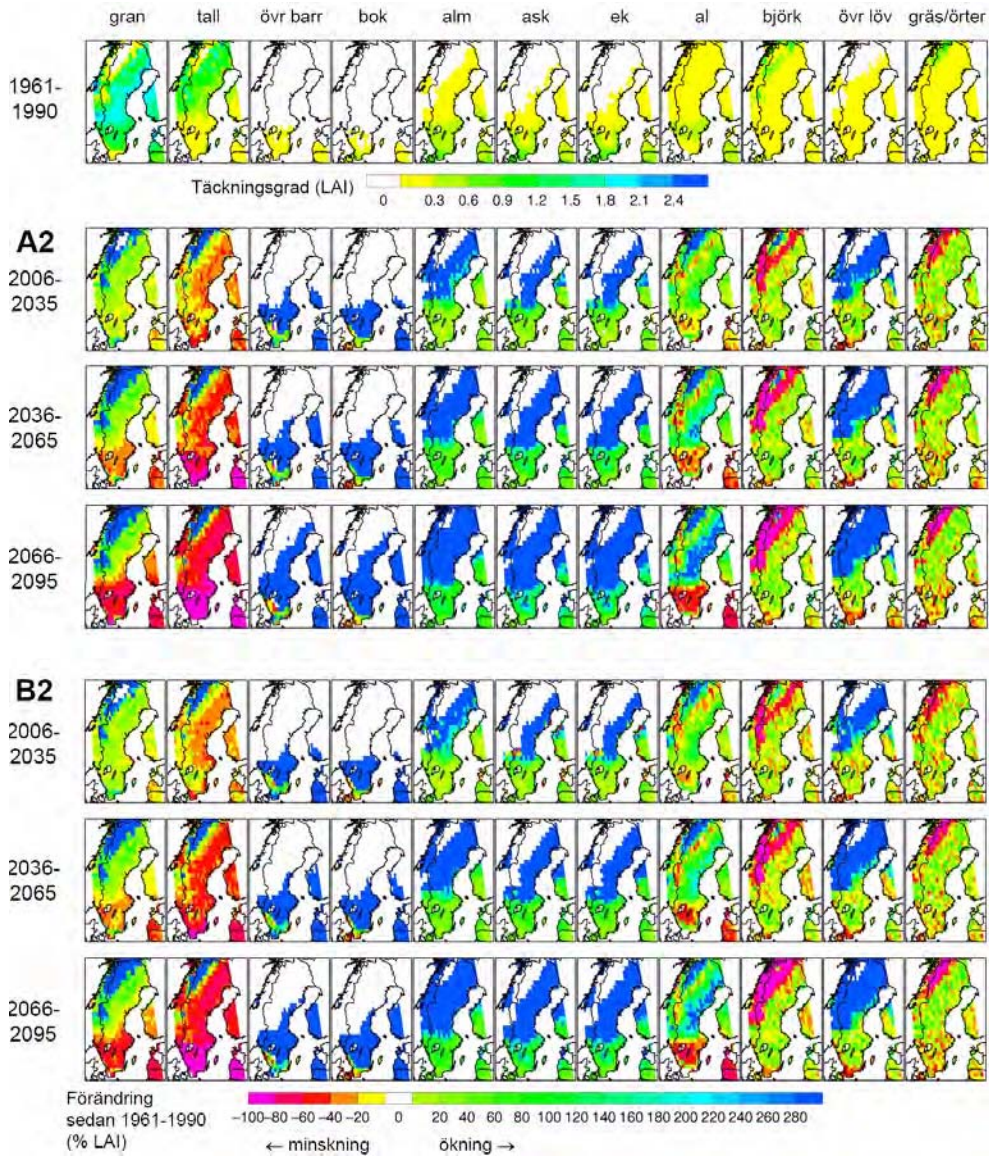 gran tall övr barr bok alm ask ek al björk övr löv gräs/örter
1961-
1990
Täckningsgrad (LAI)
0 0.3 0.6 0.9 1.2 1.5 1.8 2.1 2.4
A2
2006-
2035
2036-
2065
2066-
2095
B2
2006-
2035
2036-
2065
2066-
2095
Förändring
sedan 1961-1990
(% LAI)
−100−80 −60 −40 −20 0 20 40 60 80 100 120 140 160 180 200 220 240 260 280
← minskning ökning →